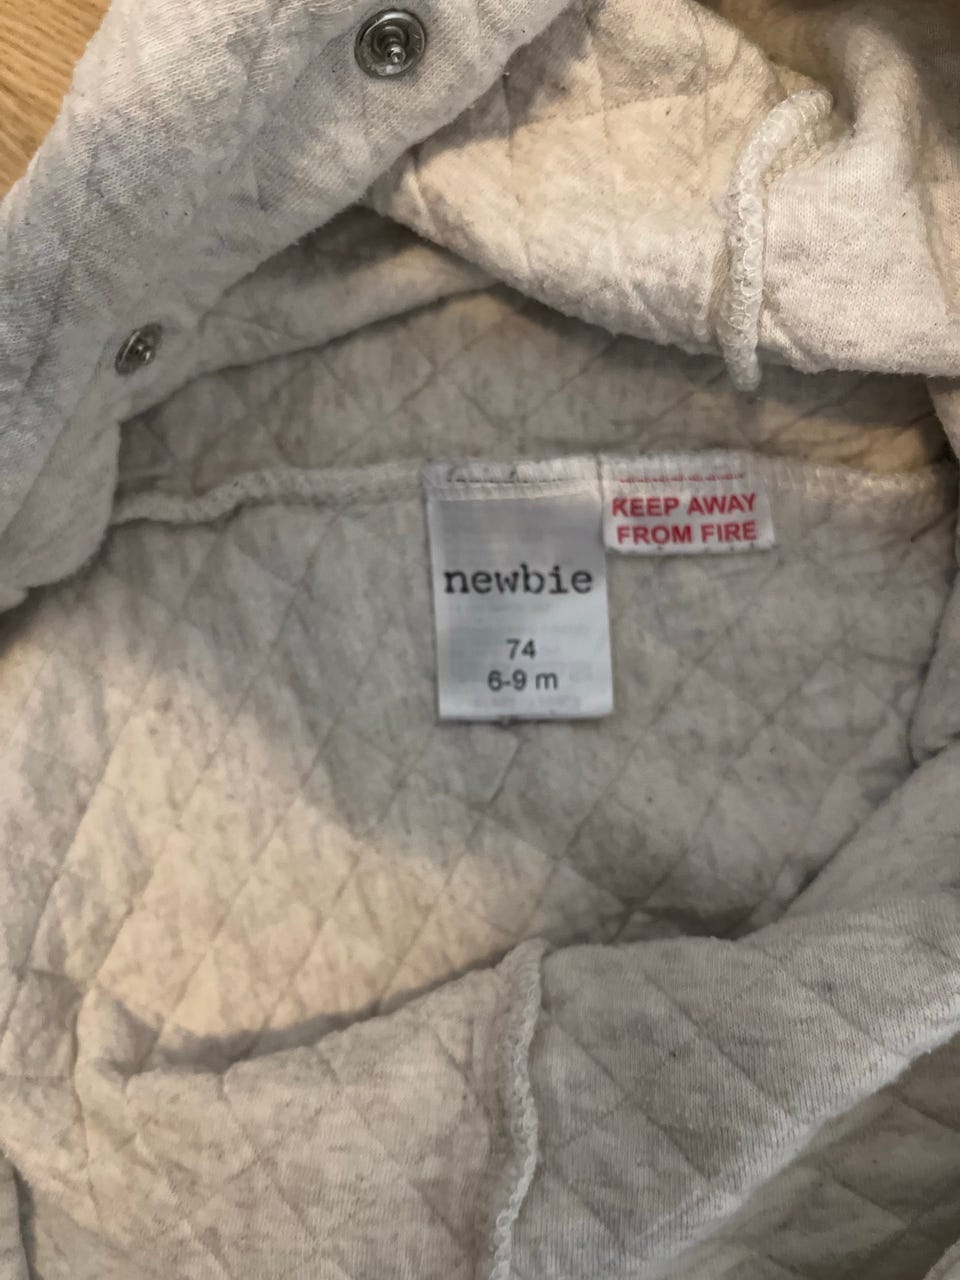 newbie
74
6-9 m
KEEP AWAY
FROM FIRE